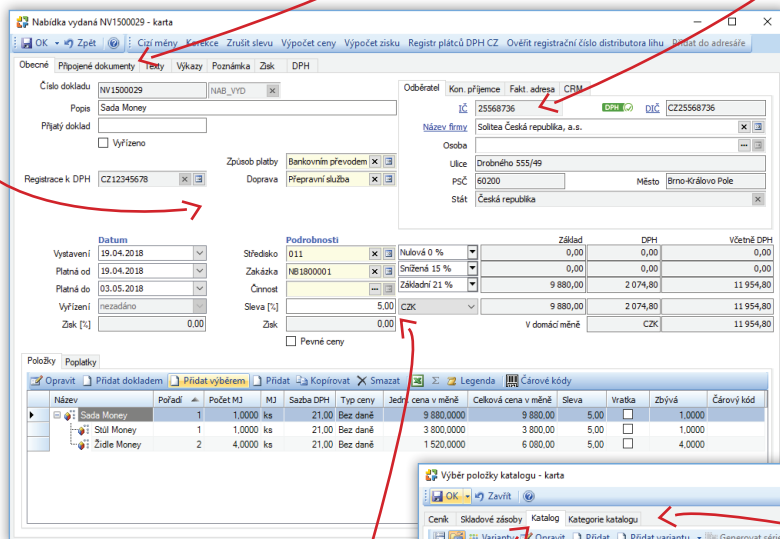 Nabídka vydaná NV1500029 - karta
OK Zpět Cizí měny Korekce Zrušit slevu Výpočet ceny Výpočet zisku Registr plátců DPH CZ Ověřit registrační číslo distributora lihu Přidat do adresáře
Obecné Připojené dokumenty Texty Výkazy Poznámka Zisk DPH
Číslo dokladu NV1500029 NAB_VYD
Popis Sada Money
Přijatý doklad
Vyřízeno
Způsob platby Bankovním převodem
Registrace k DPH CZ12345678 Doprava Přepravní služba
Odběratel Kon. příjemce Fakt. adresa CRM
IČ 25568736 DPH DIČ CZ25568736
Název firmy Solitea Česká republika, a.s.
Osoba
Ulice Drobného 555/49
PSČ 60200 Město Brno-Královo Pole
Stát Česká republika
Datum Podrobnosti Základ DPH Včetně DPH
Vystavení 19.04.2018 Středisko 011 Nulová 0 % 0,00 0,00 0,00
Platná od 19.04.2018 Zakázka NB1800001 Snížená 15 % 0,00 0,00 0,00
Platná do 03.05.2018 Činnost Základní 21 % 9 880,00 2 074,80 11 954,80
Vyřízení nezadáno Sleva [%] 5,00 CZK 9 880,00 2 074,80 11 954,80
Zisk [%] 0,00 Zisk 0,00 V domácí měně CZK 11 954,80
Pevné ceny
Položky Poplatky
Opravit Přidat dokladem Přidat výběrem Přidat Kopírovat Smazat Σ Legenda Čárové kódy
Název Pořadí Počet MJ MJ Sazba DPH Typ ceny Jedn. cena v měně Celková cena v měně Sleva Vratka Zbývá Čárový kód
Sada Money 1 1,0000 ks 21,00 Bez daně 9 880,0000 9 880,00 5,00 1,0000
Stůl Money 1 1,0000 ks 21,00 Bez daně 3 800,0000 3 800,00 5,00 1,0000
Židle Money 2 4,0000 ks 21,00 Bez daně 1 520,0000 6 080,00 5,00 4,0000
Výběr položky katalogu - karta
OK Zavřít
Ceník Skladové zásoby Katalog Kategorie katalogu
Varianty Opravit Přidat Přidat variantu Generovat série